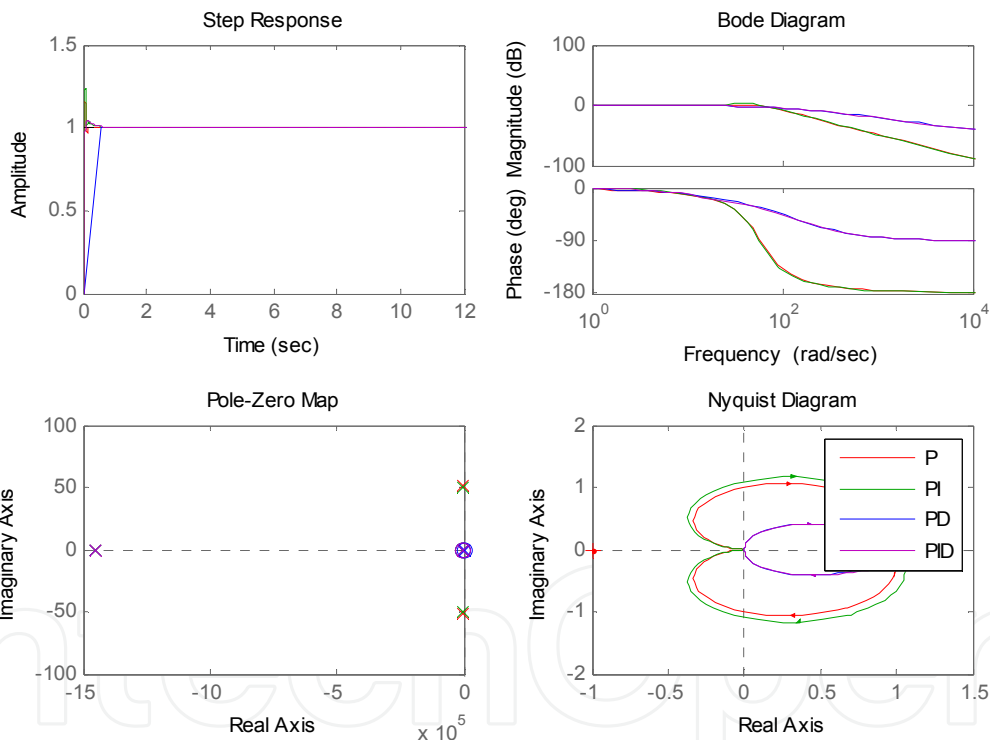 Step Response
1.5
1
0.5
0
Amplitude
0 2 4 6 8 10 12
Time (sec)
Bode Diagram
100
0
-100
Magnitude (dB)
0
-90
-180
Phase (deg)
10^0 10^2 10^4
Frequency (rad/sec)
Pole-Zero Map
100
50
0
-50
-100
Imaginary Axis
-15 -10 -5 0
x 10^5
Real Axis
Nyquist Diagram
2
1
0
-1
-2
Imaginary Axis
-1 -0.5 0 0.5 1 1.5
Real Axis
P
PI
PD
PID